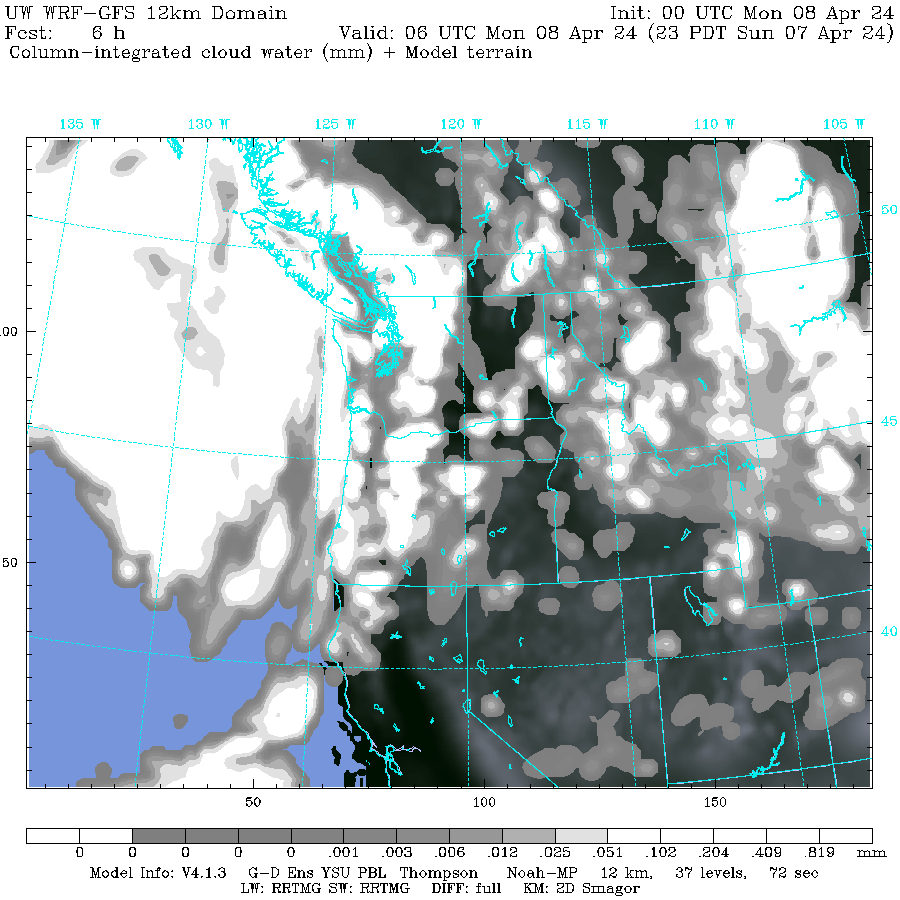 UW WRF-GFS 12km Domain Init: 00 UTC Mon 08 Apr 24
Fcst: 6 h Valid: 06 UTC Mon 08 Apr 24 (23 PDT Sun 07 Apr 24)
Column-integrated cloud water (mm) + Model terrain
135 W 130 W 125 W 120 W 115 W 110 W 105 W
50
00
45
50
40
50 100 150
0 0 0 0 .001 .003 .006 .012 .025 .051 .102 .204 .409 .819 mm
Model Info: V4.1.3 G-D Ens YSU PBL Thompson Noah-MP 12 km, 37 levels, 72 sec
LW: RRTMG SW: RRTMG DIFF: full KM: 2D Smagor